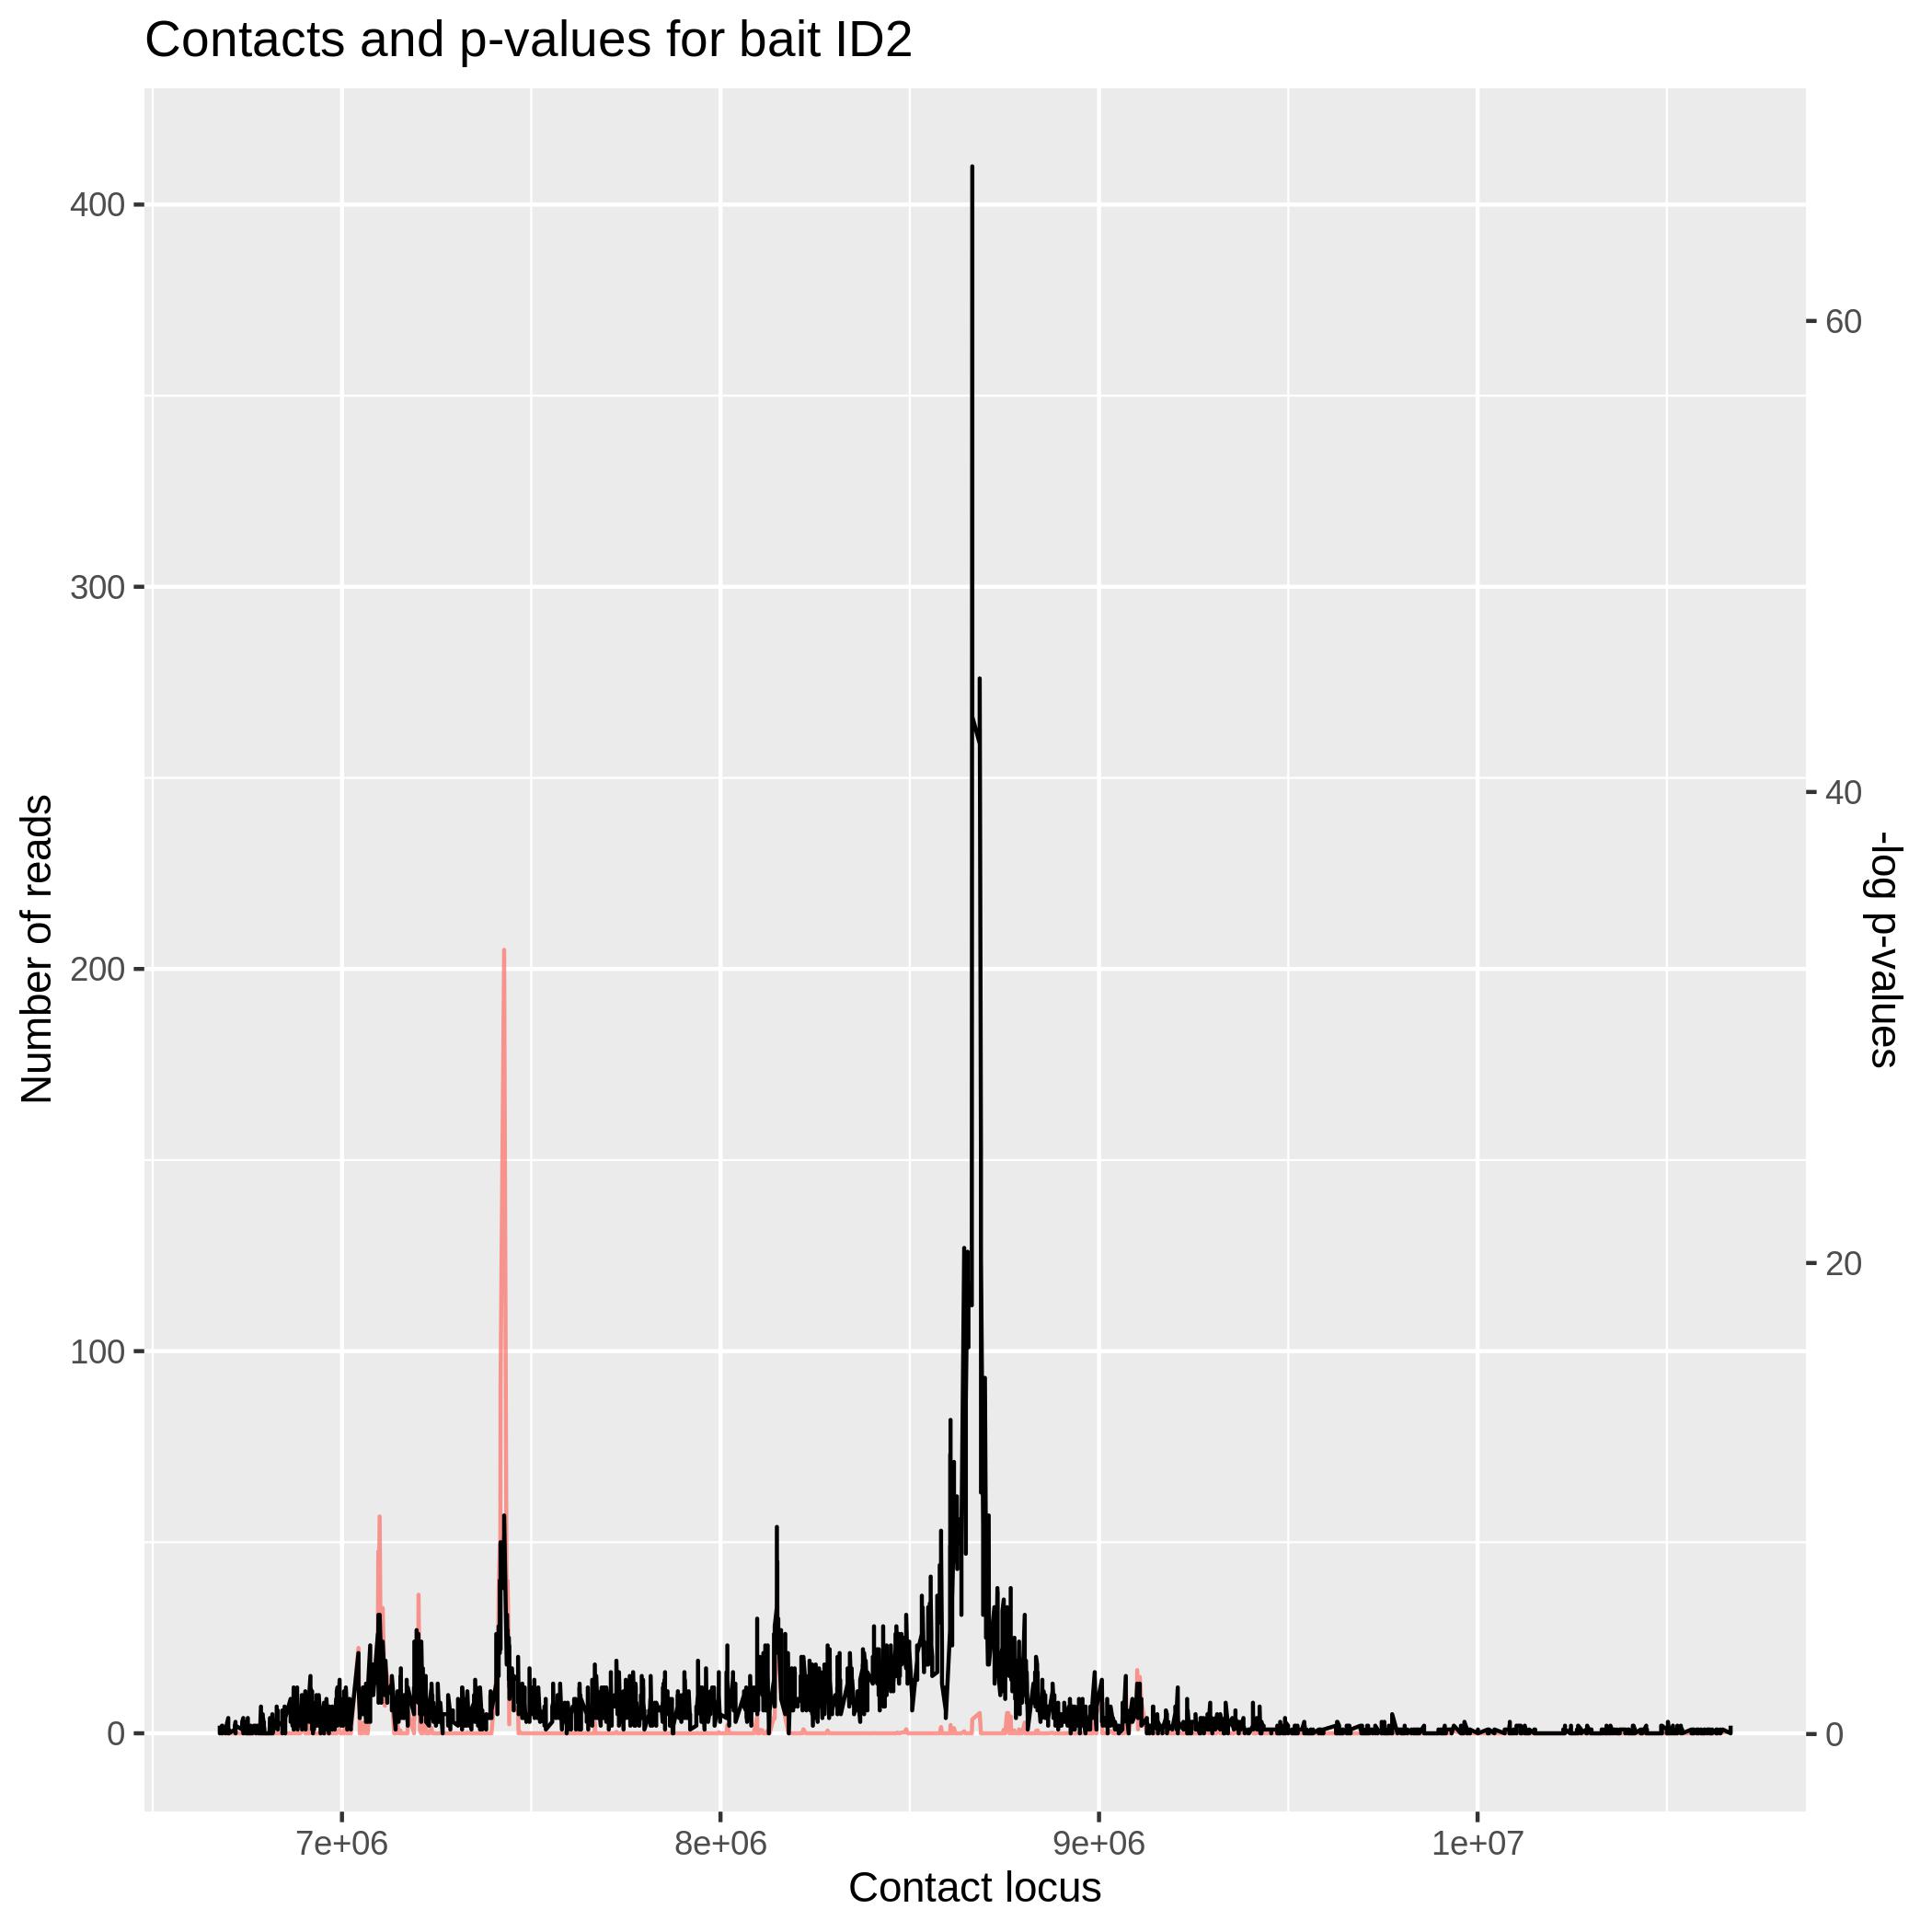 Contacts and p-values for bait ID2
400
300
200
100
0
Number of reads
60
40
20
0
-log p-values
7e+06
8e+06
9e+06
1e+07
Contact locus